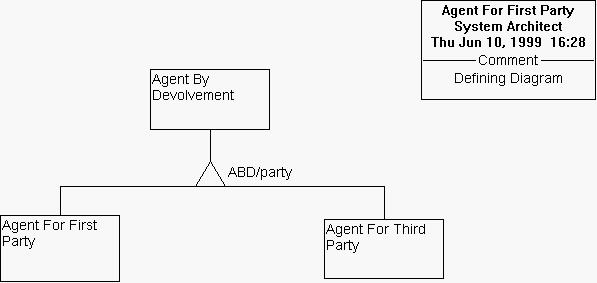 Agent For First Party
System Architect
Thu Jun 10, 1999 16:28
Comment
Defining Diagram
Agent By
Devolvement
ABD/party
Agent For First
Party
Agent For Third
Party